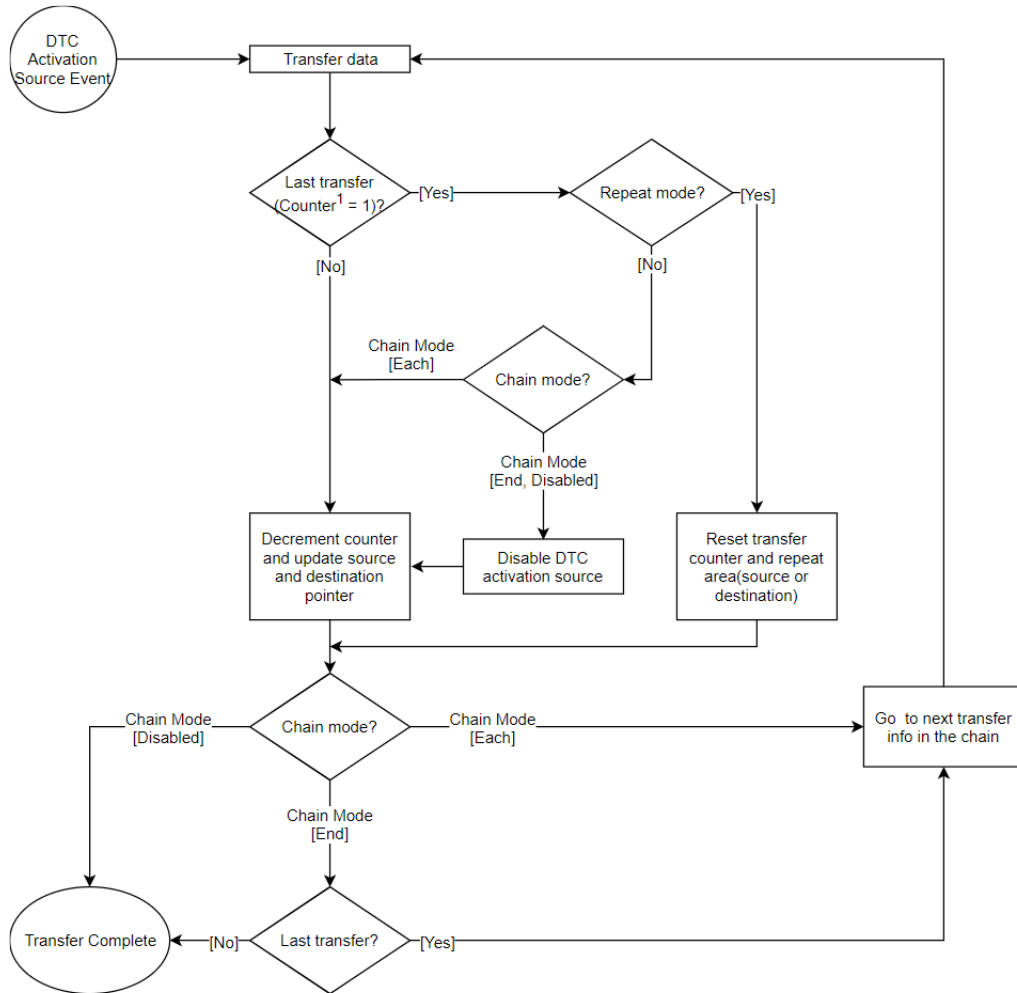 DTC
Activation
Source Event
Transfer data
Last transfer
(Counter¹ = 1)?
[Yes]
Repeat mode?
[Yes]
[No]
[No]
Chain Mode
[Each]
Chain mode?
Chain Mode
[End, Disabled]
Decrement counter
and update source
and destination
pointer
Disable DTC
activation source
Reset transfer
counter and repeat
area(source or
destination)
Chain Mode
[Disabled]
Chain mode?
Chain Mode
[Each]
Go to next transfer
info in the chain
Chain Mode
[End]
Transfer Complete
[No]
Last transfer?
[Yes]